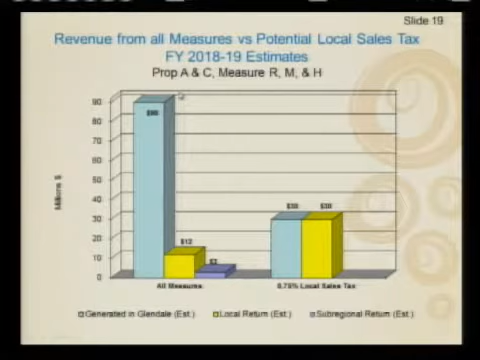 Slide 19
Revenue from all Measures vs Potential Local Sales Tax
FY 2018-19 Estimates
Prop A & C, Measure R, M, & H
90
80
70
60
50
40
30
20
10
0
Millions $
$12
$30
$30
All Measures
0.75% Local Sales Tax
Generated in Glendale (Est.)
Local Return (Est.)
Subregional Return (Est.)